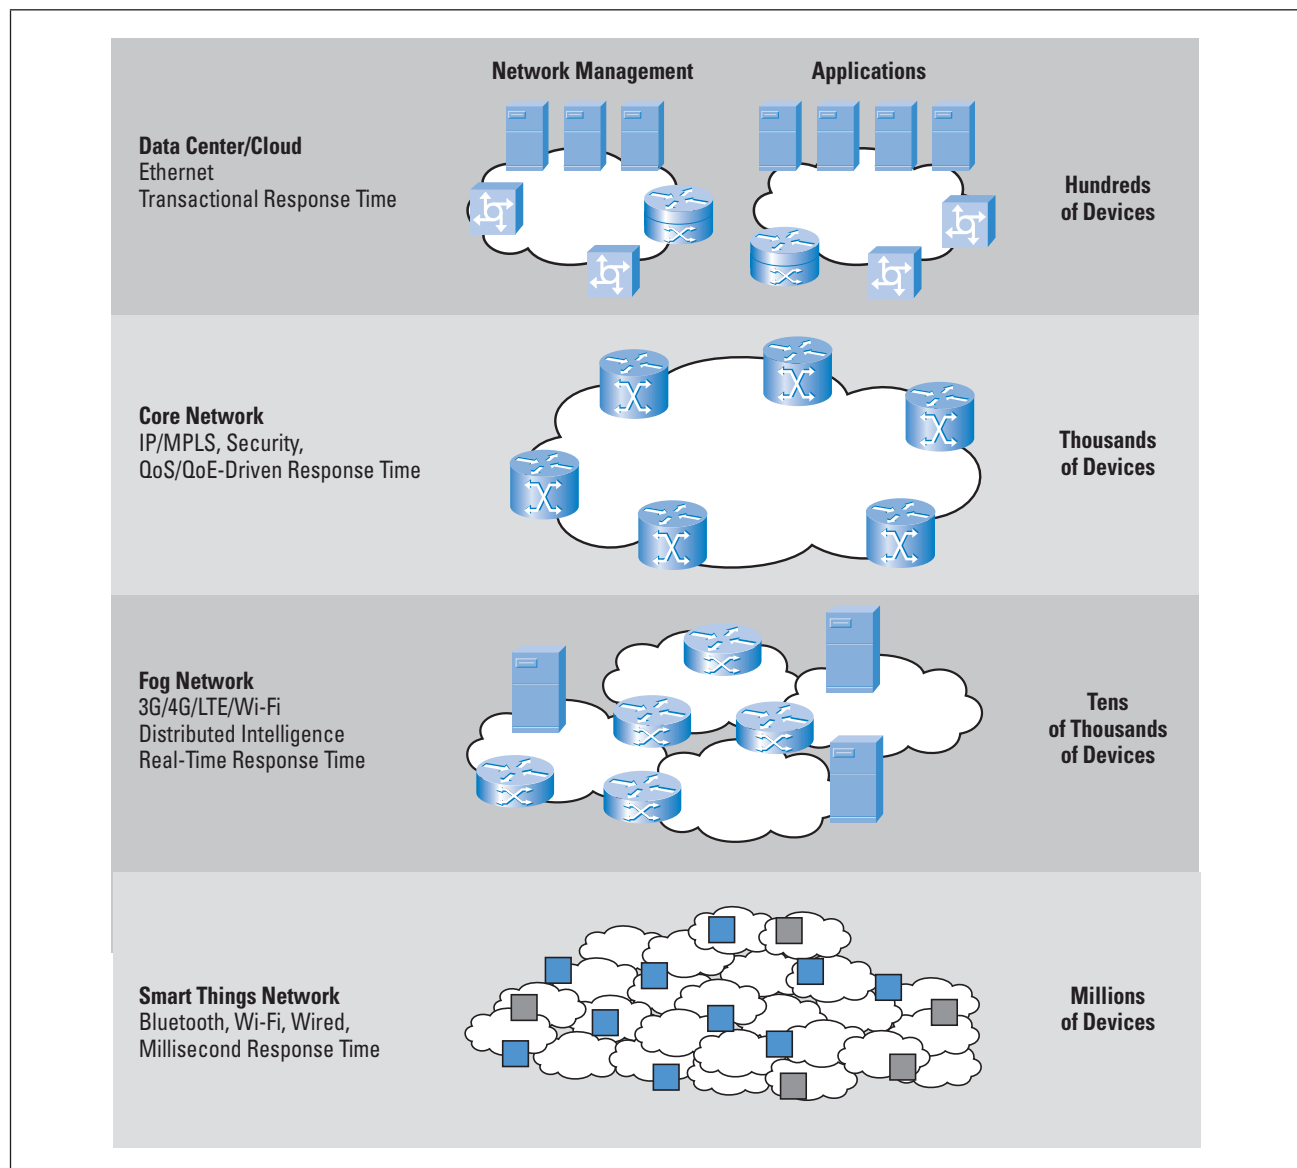 Network Management
Applications
Data Center/Cloud
Ethernet
Transactional Response Time
Hundreds
of Devices
Core Network
IP/MPLS, Security,
QoS/QoE-Driven Response Time
Thousands
of Devices
Fog Network
3G/4G/LTE/Wi-Fi
Distributed Intelligence
Real-Time Response Time
Tens
of Thousands
of Devices
Smart Things Network
Bluetooth, Wi-Fi, Wired,
Millisecond Response Time
Millions
of Devices